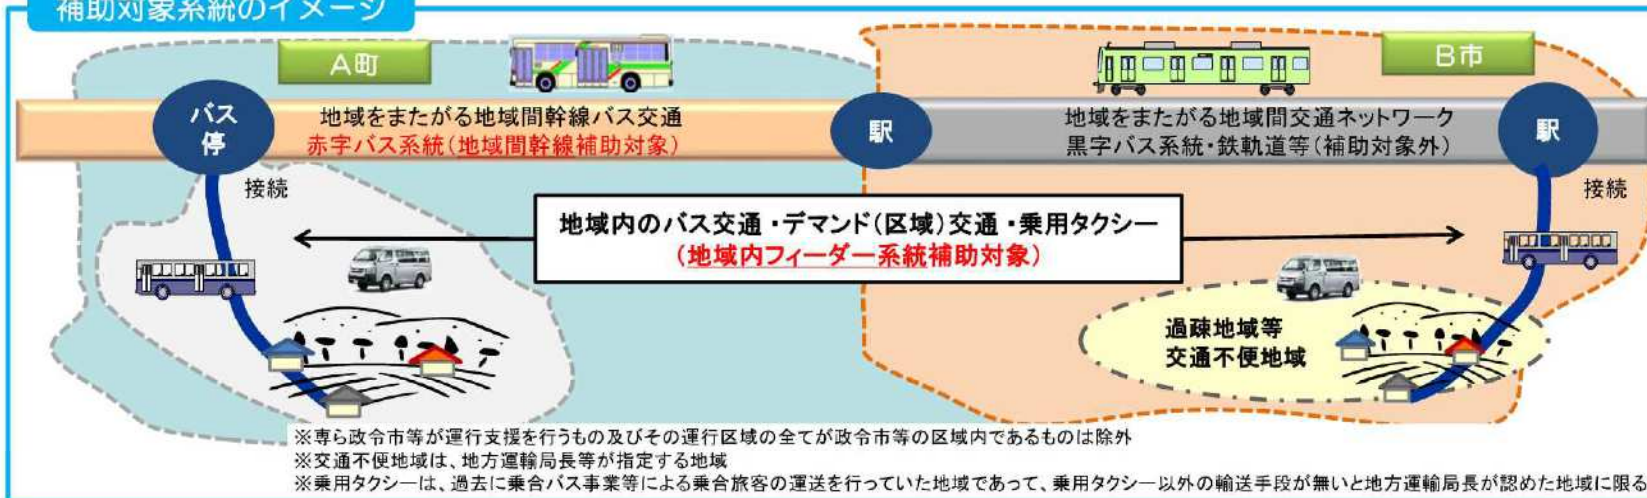 補助対象系統のイメージ
A町
B市
バス
停
地域をまたがる地域間幹線バス交通
赤字バス系統(地域間幹線補助対象)
駅
地域をまたがる地域間交通ネットワーク
黒字バス系統・鉄軌道等(補助対象外)
駅
接続
接続
地域内のバス交通・デマンド(区域)交通・乗用タクシー
(地域内フィーダー系統補助対象)
過疎地域等
交通不便地域
※専ら政令市等が運行支援を行うもの及びその運行区域の全てが政令市等の区域内であるものは除外
※交通不便地域は、地方運輸局長等が指定する地域
※乗用タクシーは、過去に乗合バス事業等による乗合旅客の運送を行っていた地域であって、乗用タクシー以外の輸送手段が無いと地方運輸局長が認めた地域に限る